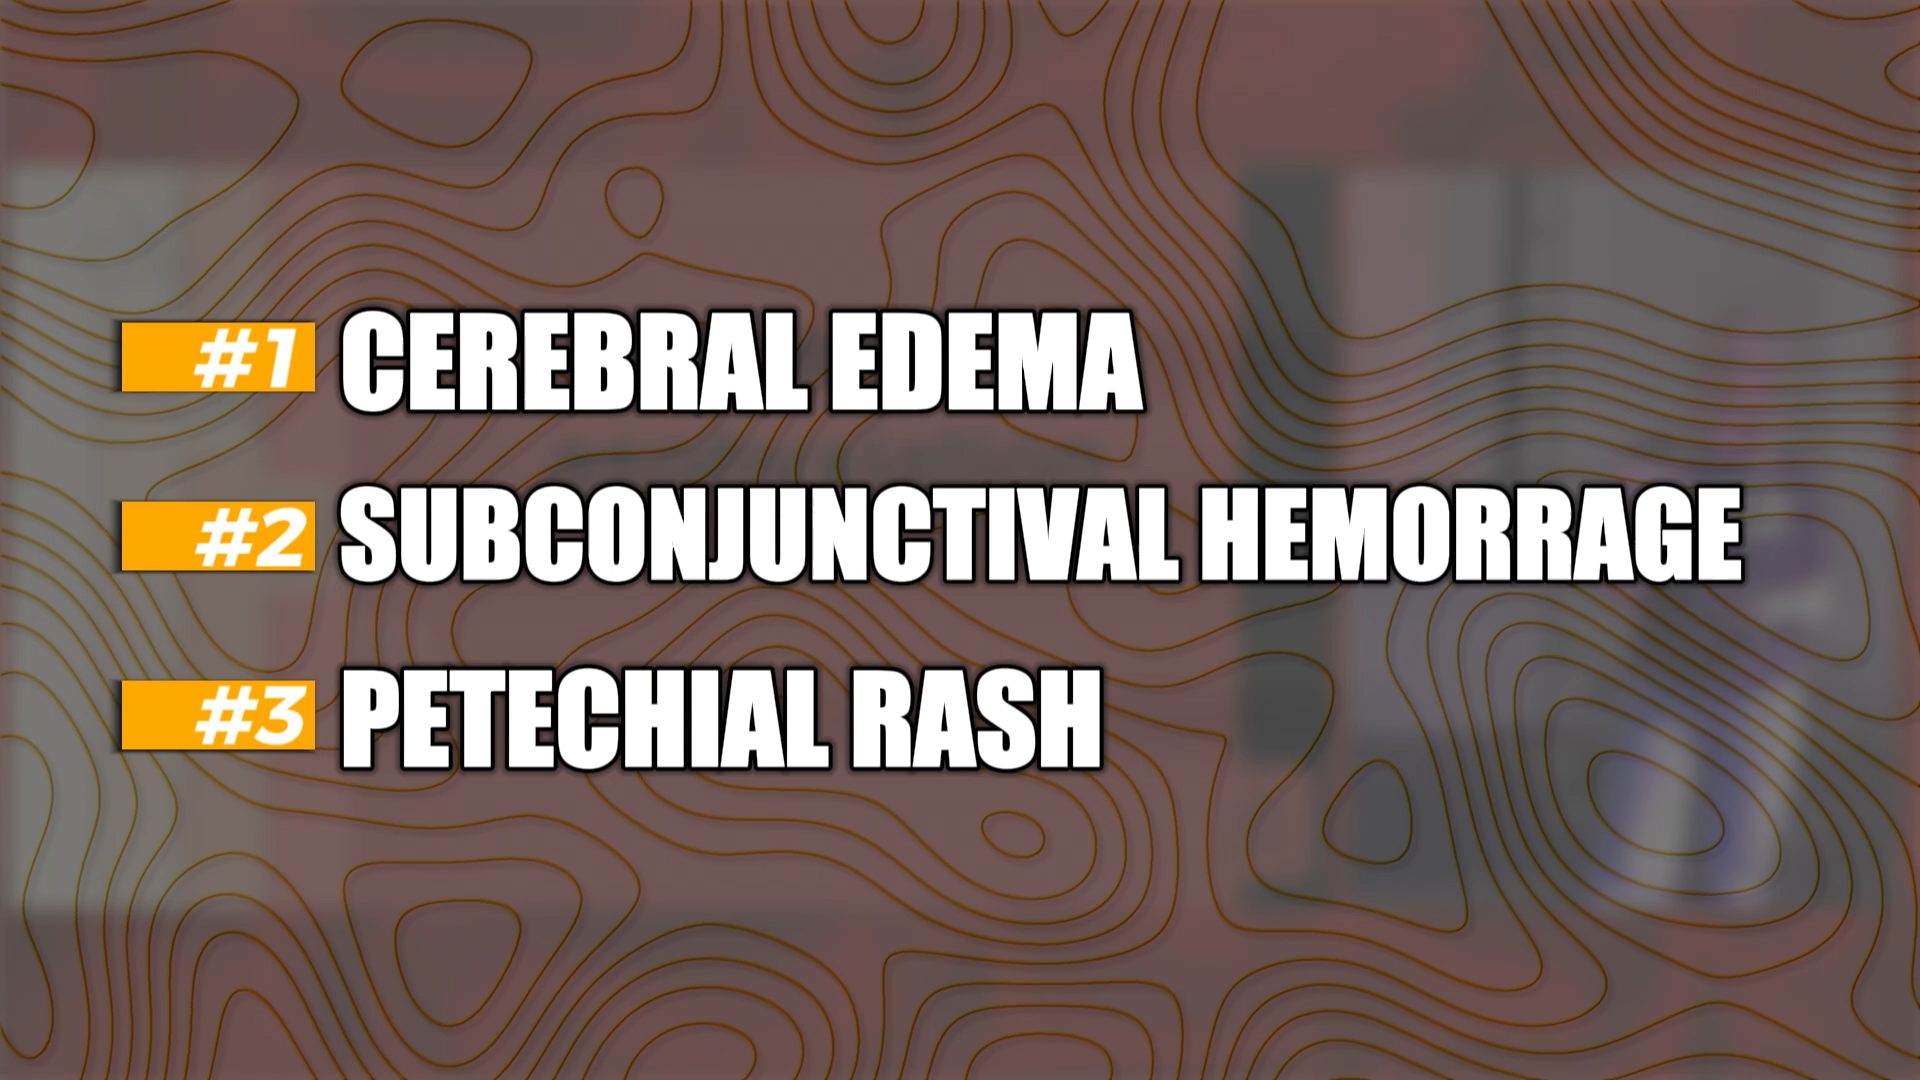 #1 CEREBRAL EDEMA
#2 SUBCONJUNCTIVAL HEMORRAGE
#3 PETECHIAL RASH